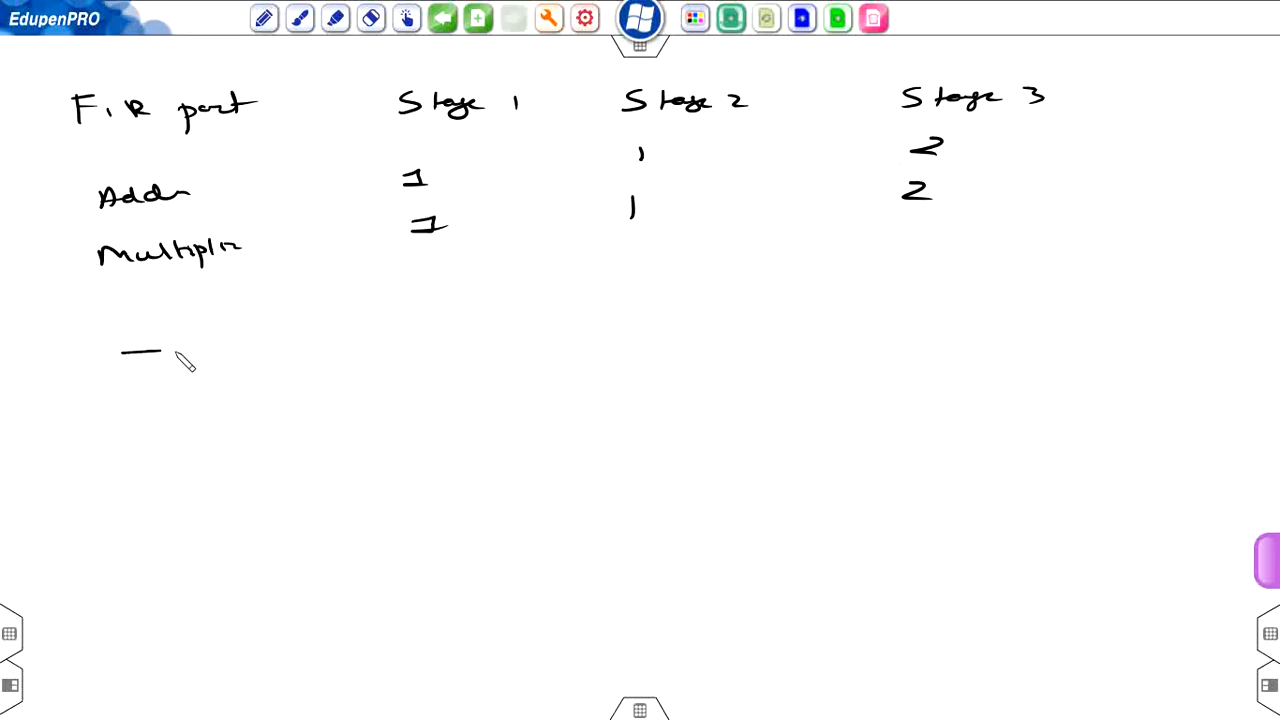 EdupenPRO
F.I.R part Stage 1 Stage 2 Stage 3
1 2
Adder 1 2
1 1
Multiplier